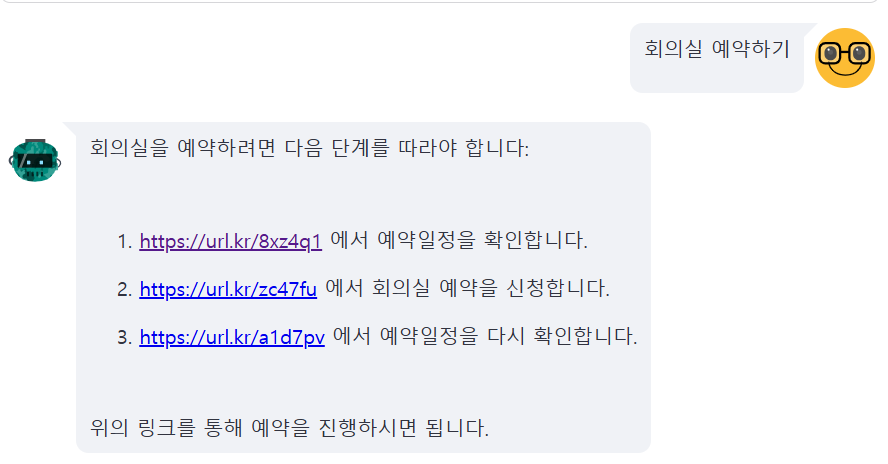 회의실 예약하기
회의실을 예약하려면 다음 단계를 따라야 합니다:
1. https://url.kr/8xz4q1 에서 예약일정을 확인합니다.
2. https://url.kr/zc47fu 에서 회의실 예약을 신청합니다.
3. https://url.kr/a1d7pv 에서 예약일정을 다시 확인합니다.
위의 링크를 통해 예약을 진행하시면 됩니다.